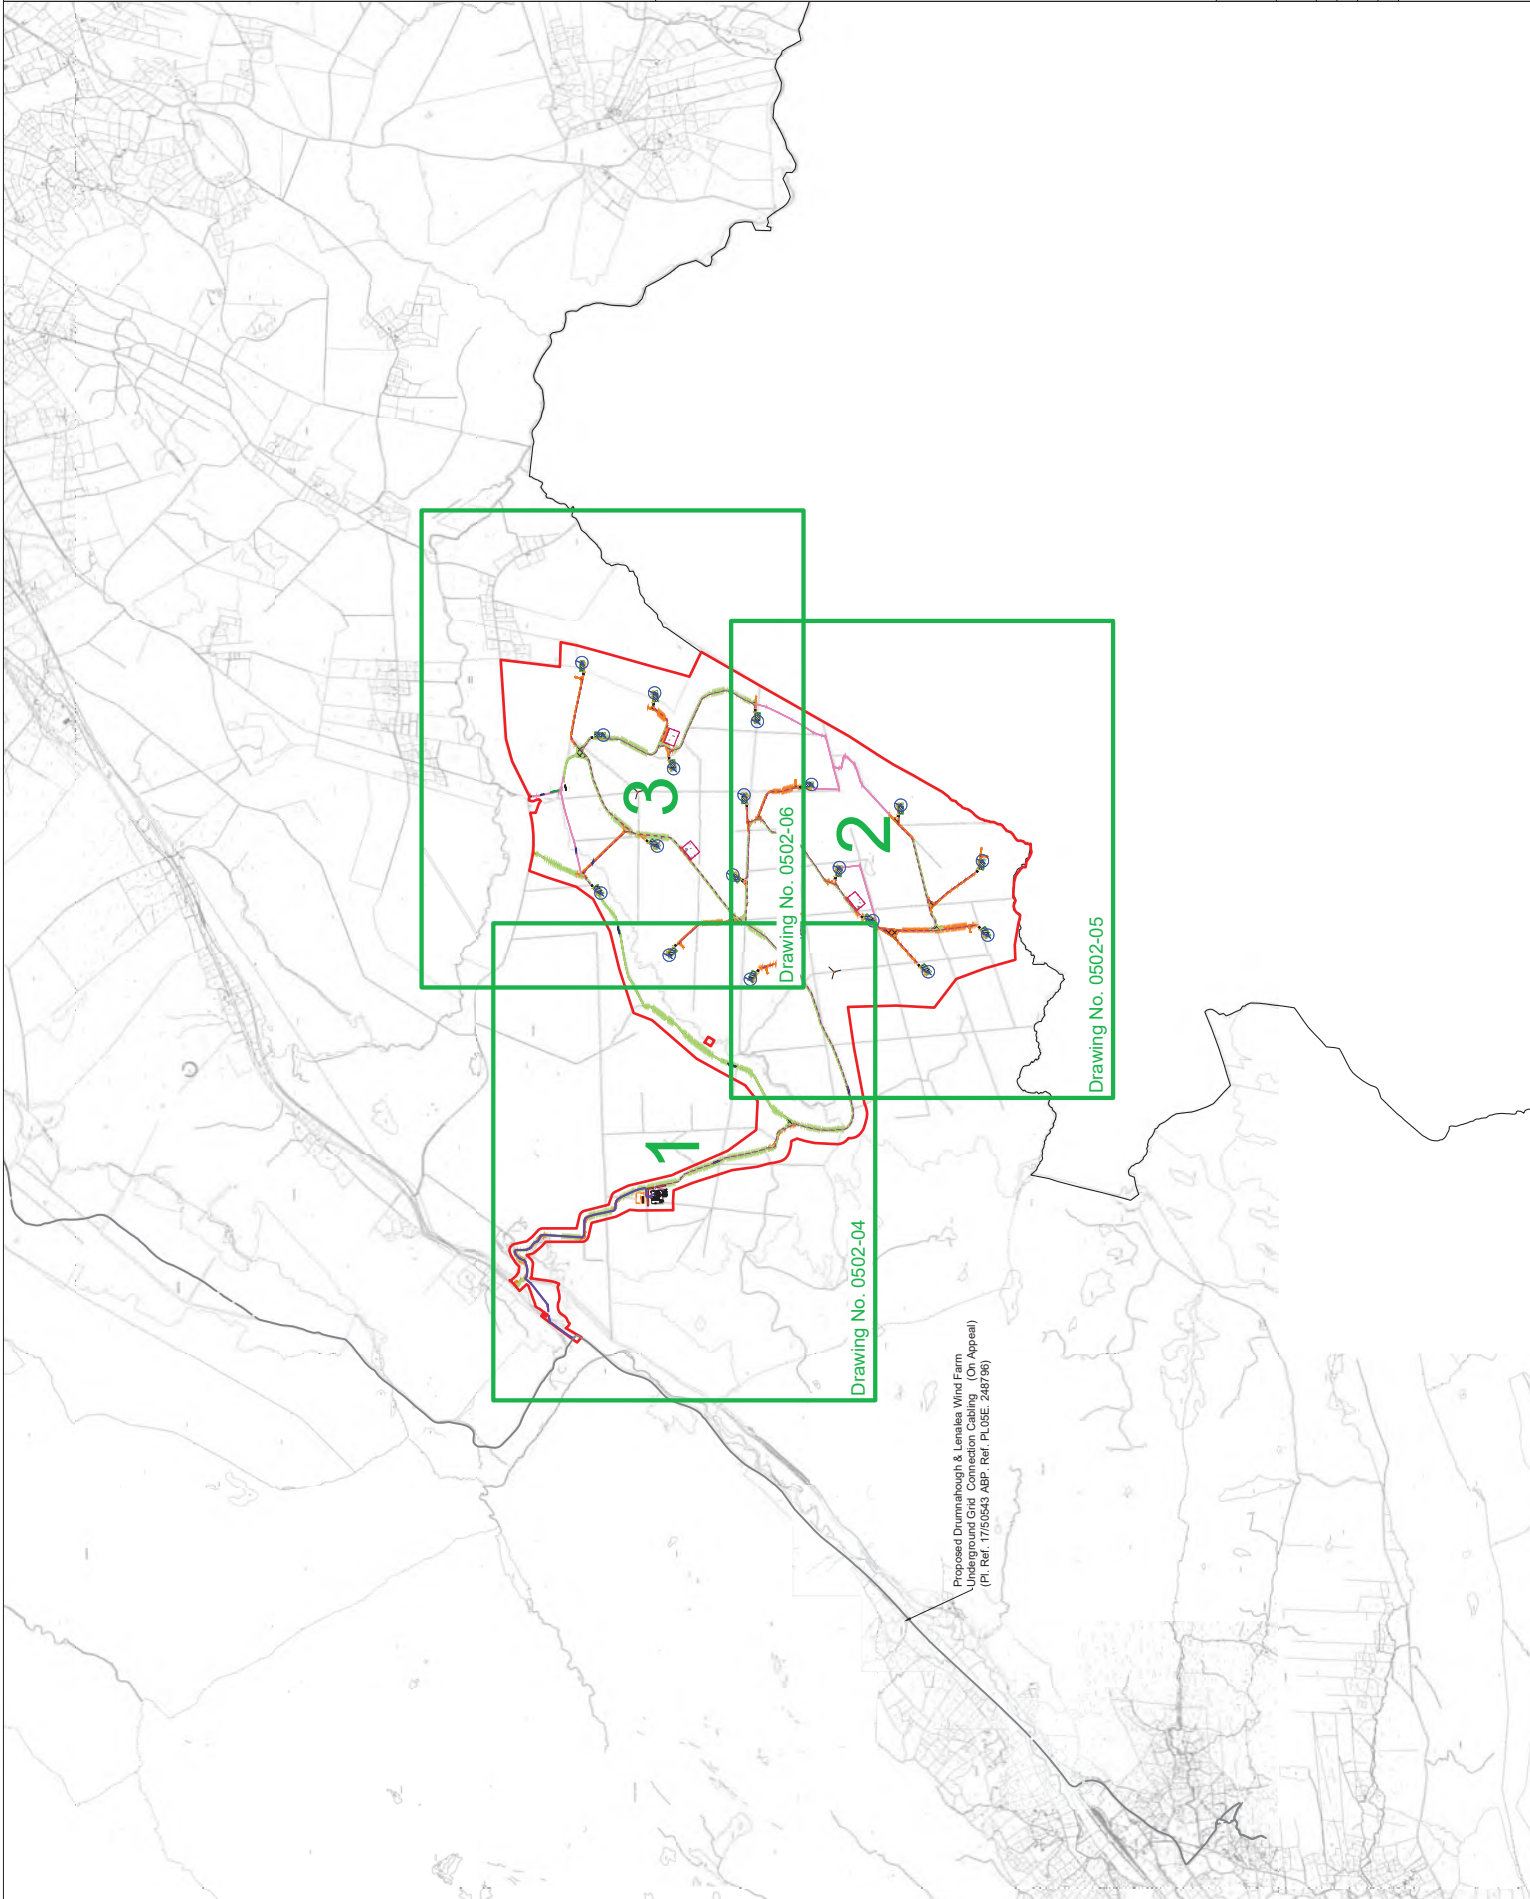 1
Drawing No. 0502-04
2
Drawing No. 0502-05
3
Drawing No. 0502-06
Proposed Drumnahough & Lenalea Wind Farm
Underground Grid Connection Cabling (On Appeal)
(Pl. Ref. 17/50543 ABP. Ref. PL05E. 248796)